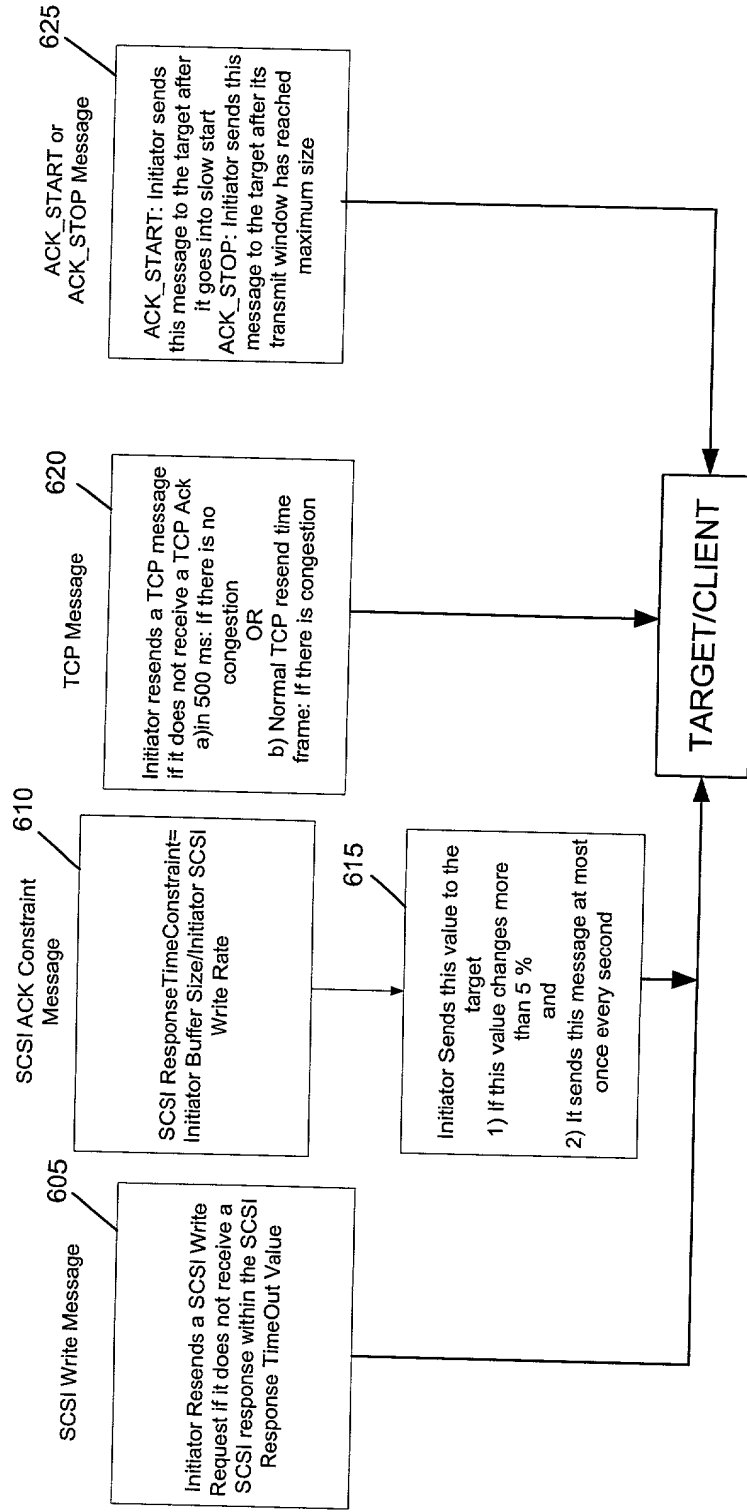 SCSI Write Message
605
Initiator Resends a SCSI Write
Request if it does not receive a
SCSI response within the SCSI
Response TimeOut Value
SCSI ACK Constraint
Message
610
SCSI ResponseTimeConstraint=
Initiator Buffer Size/Initiator SCSI
Write Rate
615
Initiator Sends this value to the
target
1) If this value changes more
than 5 %
and
2) It sends this message at most
once every second
TCP Message
620
Initiator resends a TCP message
if it does not receive a TCP Ack
a)in 500 ms: If there is no
congestion
OR
b) Normal TCP resend time
frame: If there is congestion
ACK_START or
ACK_STOP Message
625
ACK_START: Initiator sends
this message to the target after
it goes into slow start
ACK_STOP: Initiator sends this
message to the target after its
transmit window has reached
maximum size
TARGET/CLIENT